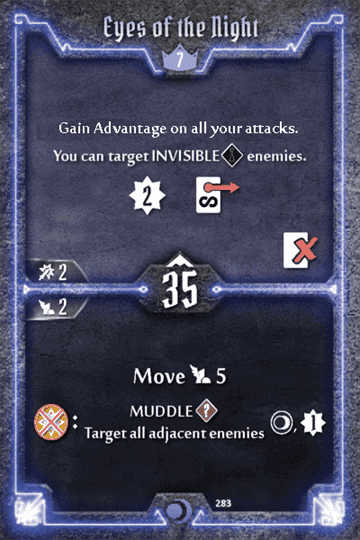 Eyes of the Night
7
Gain Advantage on all your attacks.
You can target INVISIBLE enemies.
2
S
2
35
2
Move 5
: MUDDLE ?
Target all adjacent enemies , 1
283